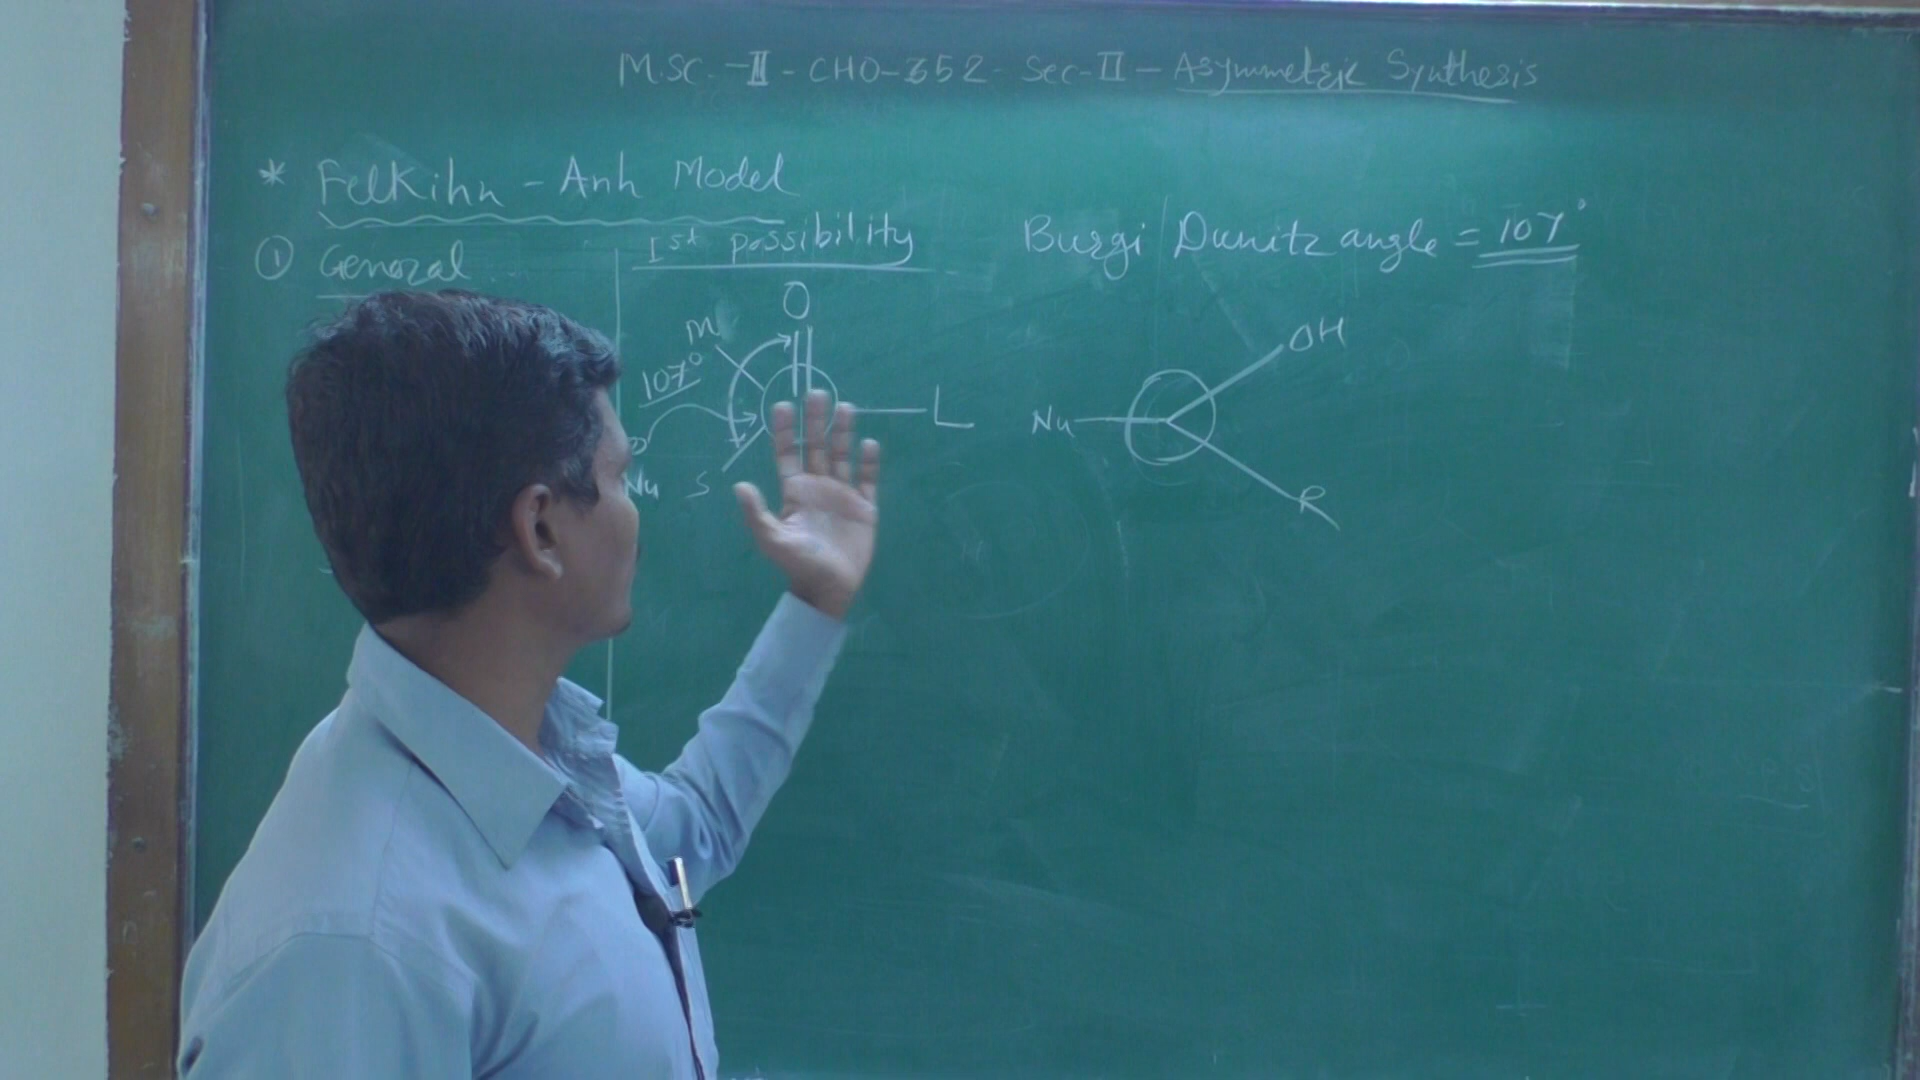 M.SC. -II - CHO-352- Sec-II - Asymmetric Synthesis
* Felkihn - Anh Model
① General
Ist possibility
Burgi / Dunitz angle = 107°
O
M
107°
L
Nu
S
OH
Nu
R